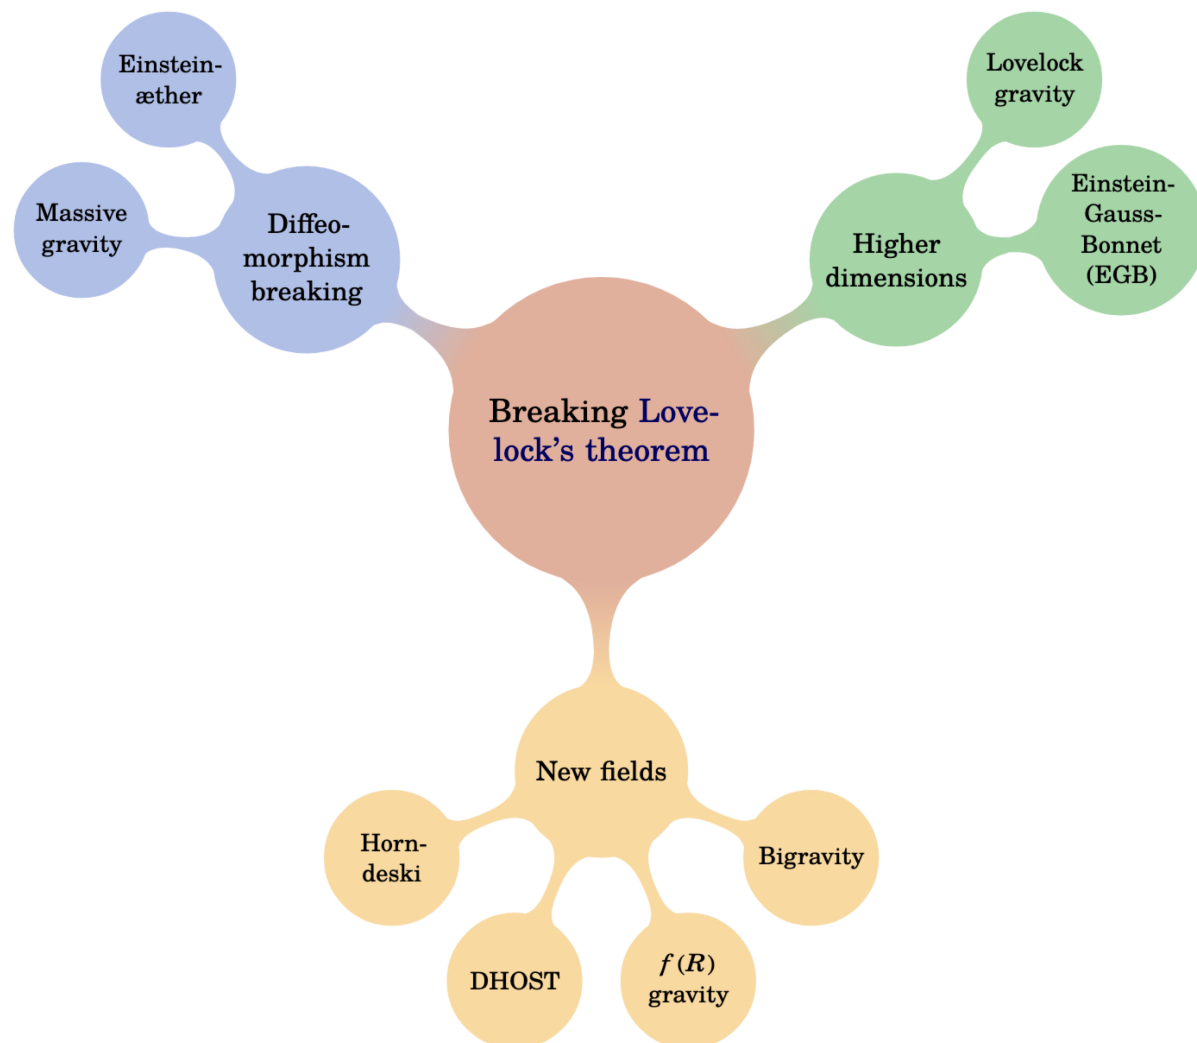 Einstein-
æther
Massive
gravity
Diffeo-
morphism
breaking
Lovelock
gravity
Einstein-
Gauss-
Bonnet
(EGB)
Higher
dimensions
Breaking Love-
lock’s theorem
New fields
Horn-
deski
DHOST
f(R)
gravity
Bigravity